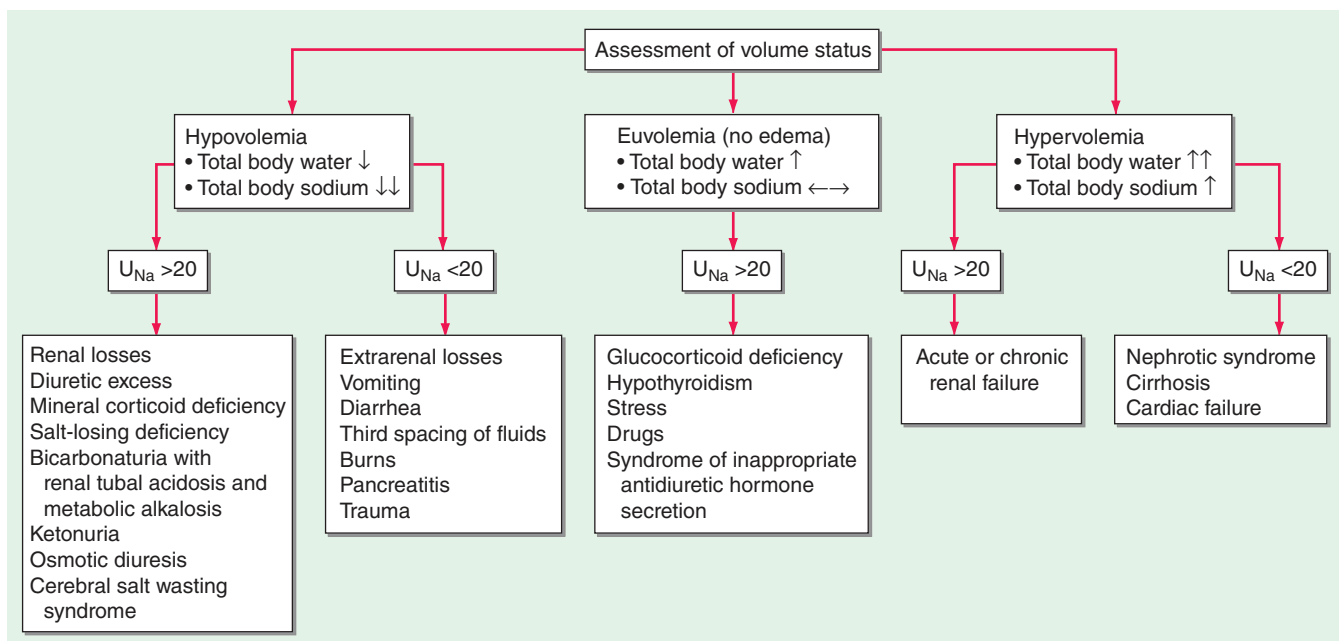 Assessment of volume status
Hypovolemia
• Total body water ↓
• Total body sodium ↓↓
Euvolemia (no edema)
• Total body water ↑
• Total body sodium ←→
Hypervolemia
• Total body water ↑↑
• Total body sodium ↑
UNa >20
UNa <20
UNa >20
UNa >20
UNa <20
Renal losses
Diuretic excess
Mineral corticoid deficiency
Salt-losing deficiency
Bicarbonaturia with
renal tubal acidosis and
metabolic alkalosis
Ketonuria
Osmotic diuresis
Cerebral salt wasting
syndrome
Extrarenal losses
Vomiting
Diarrhea
Third spacing of fluids
Burns
Pancreatitis
Trauma
Glucocorticoid deficiency
Hypothyroidism
Stress
Drugs
Syndrome of inappropriate
antidiuretic hormone
secretion
Acute or chronic
renal failure
Nephrotic syndrome
Cirrhosis
Cardiac failure